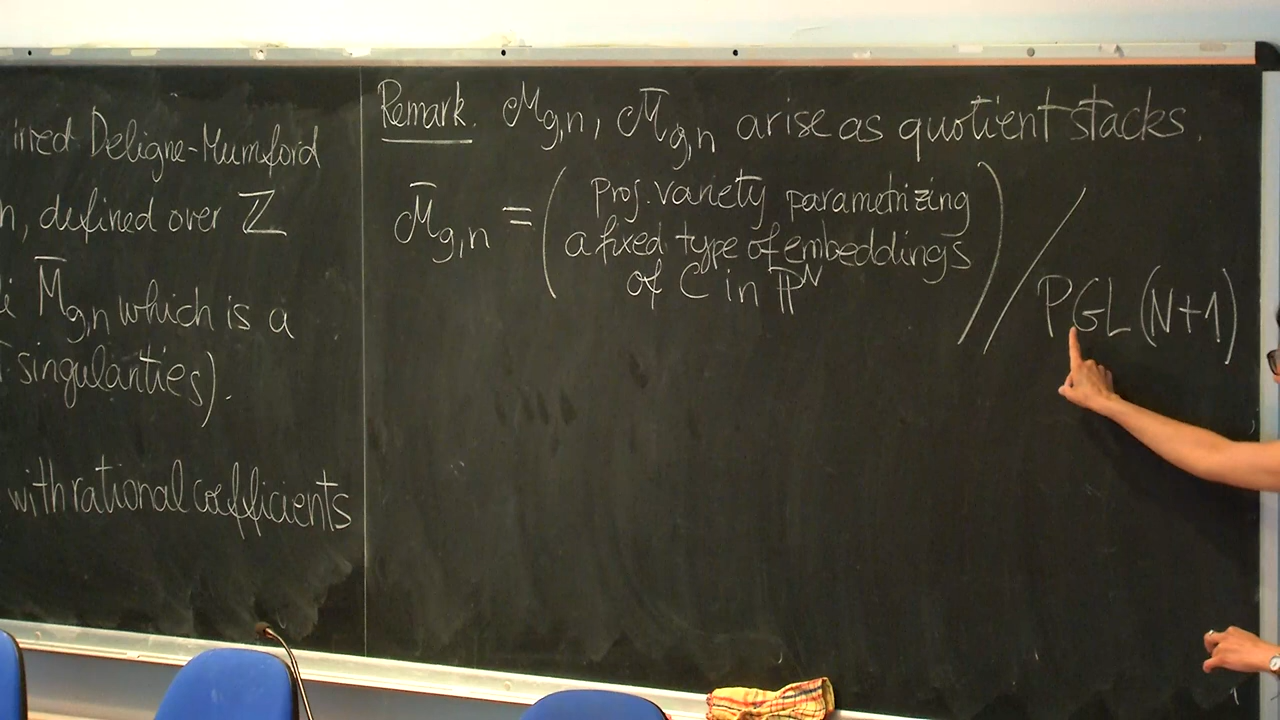 irred Deligne-Mumford
n, defined over ℤ
M̄g,n which is a
singularities).
with rational coefficients
Remark. ℳg,n, ℳ̄g,n arise as quotient stacks.
ℳ̄g,n = ( proj. variety parametrizing
a fixed type of embeddings
of C in ℙᴺ ) // PGL(N+1)